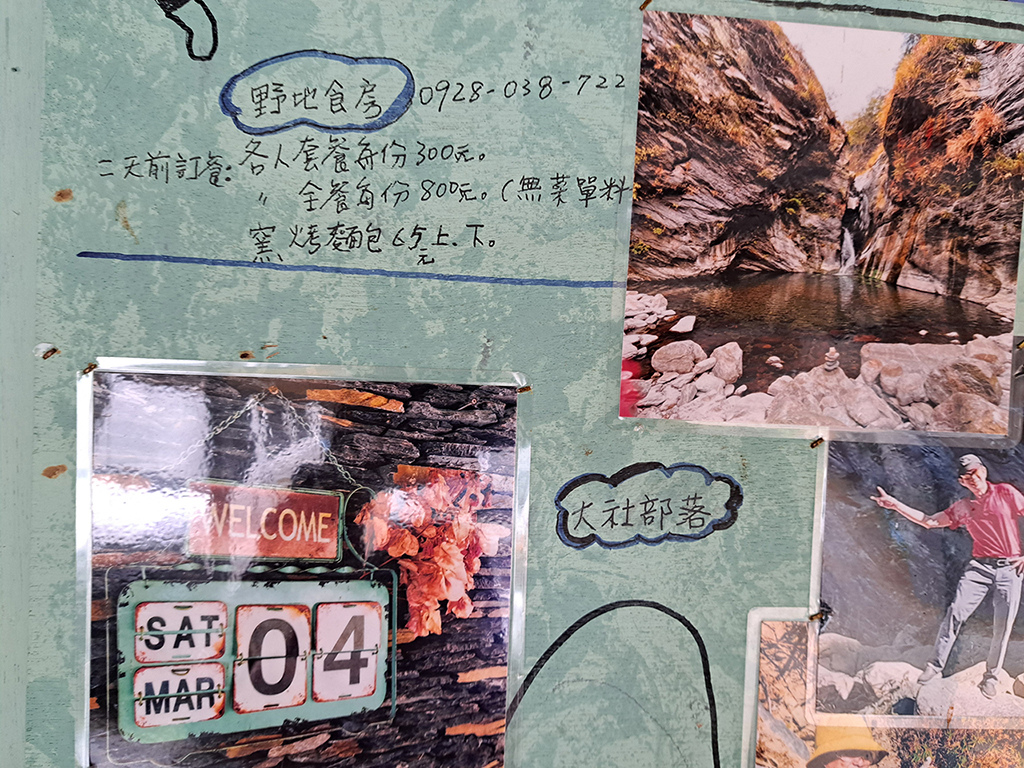 野地食房 0928-038-722
二天前訂餐:各人套餐每份300元。
〃 全餐每份800元。(無菜單料
窯烤麵包65元上.下。
大社部落
WELCOME
SAT
MAR
04